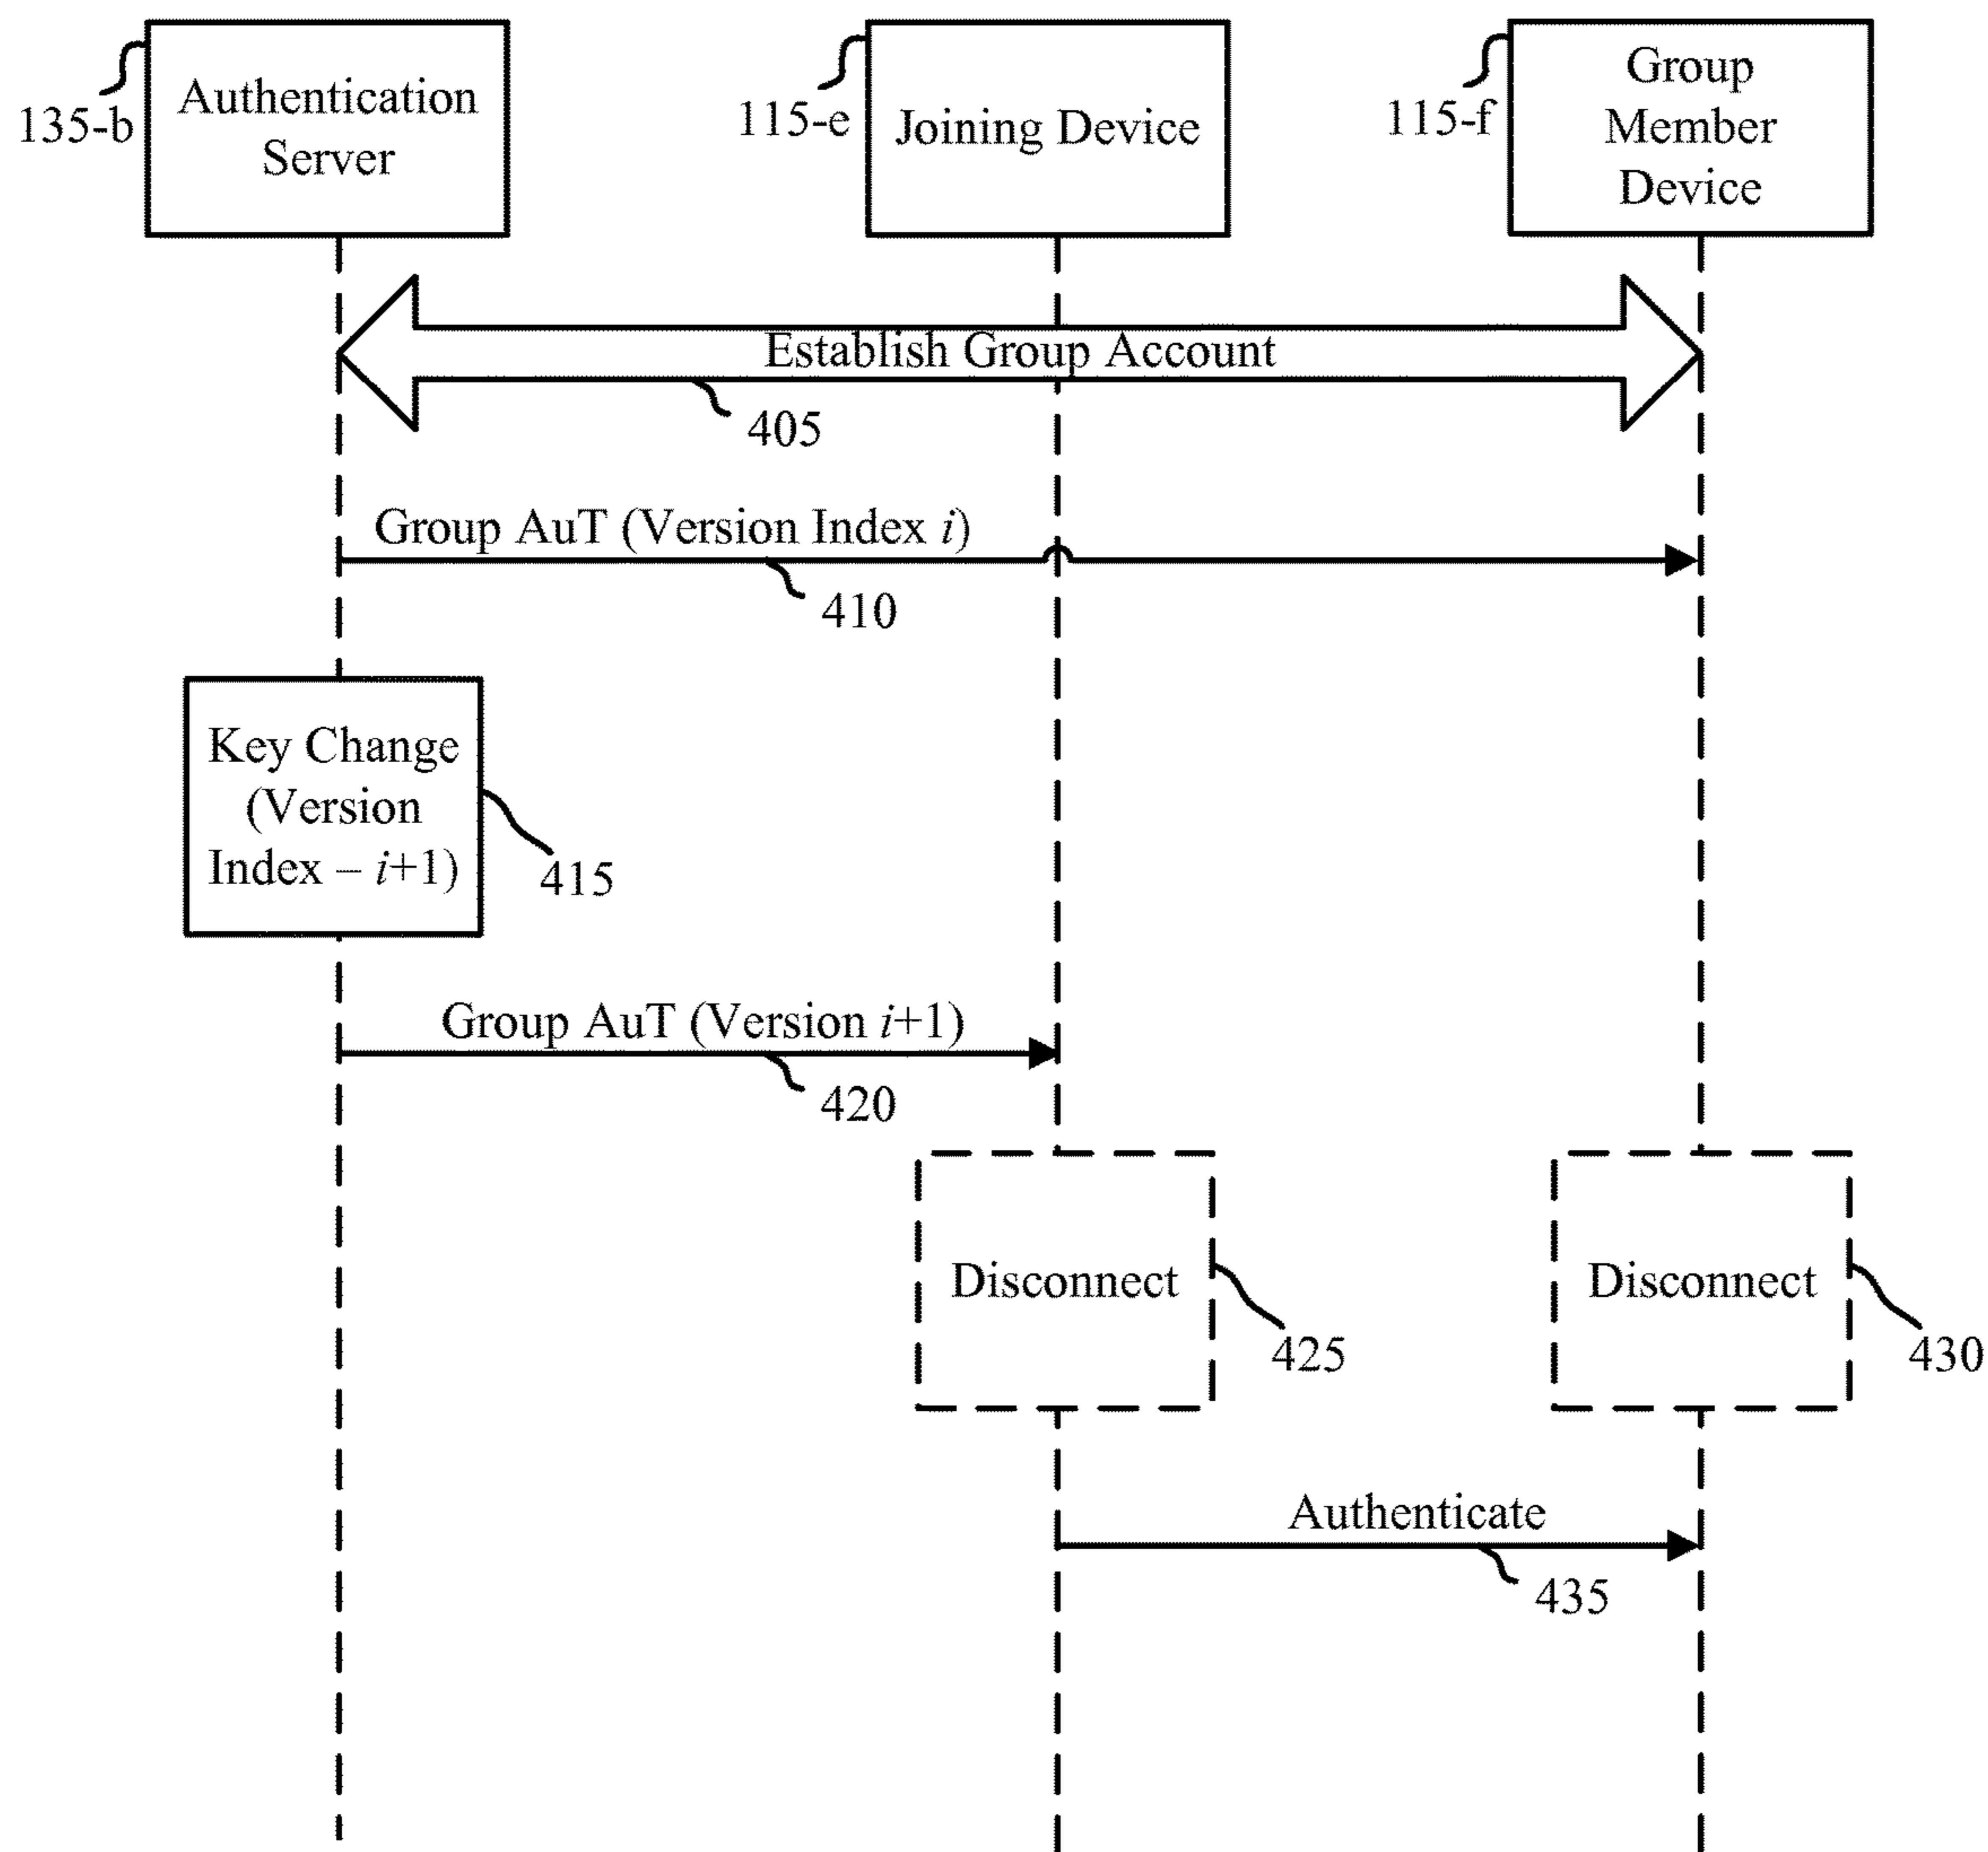 Authentication
Server
135-b
Joining Device
115-e
Group
Member
Device
115-f
Establish Group Account
405
Group AuT (Version Index i)
410
Key Change
(Version
Index – i+1)
415
Group AuT (Version i+1)
420
Disconnect
425
Disconnect
430
Authenticate
435